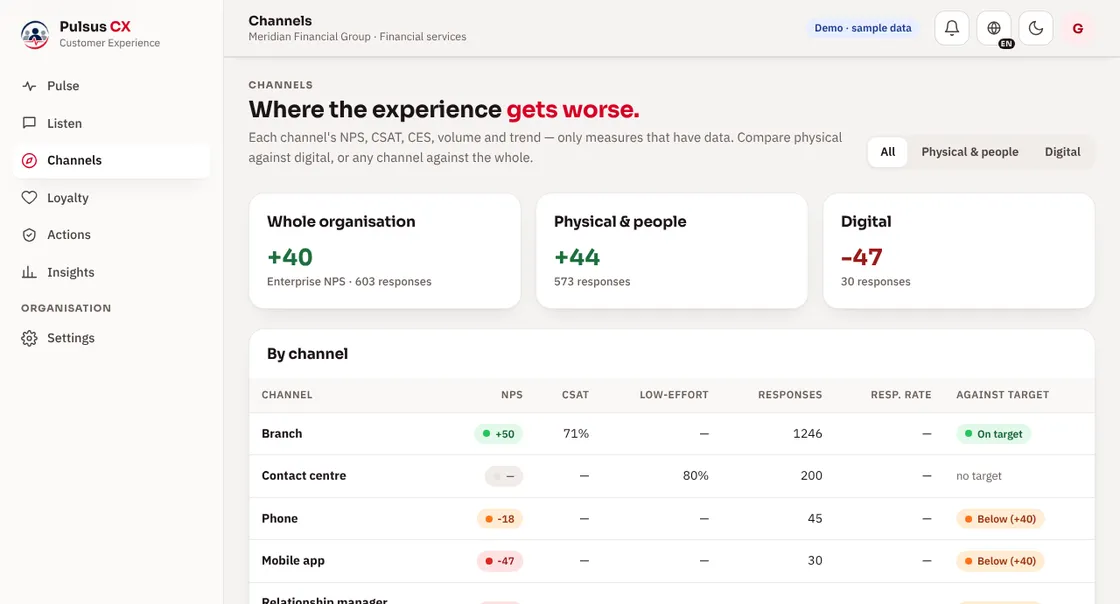 Pulsus CX
Customer Experience
Pulse
Listen
Channels
Loyalty
Actions
Insights
ORGANISATION
Settings
Channels
Meridian Financial Group · Financial services
Demo · sample data
EN
G
CHANNELS
Where the experience gets worse.
Each channel's NPS, CSAT, CES, volume and trend — only measures that have data. Compare physical
against digital, or any channel against the whole.
All
Physical & people
Digital
Whole organisation
+40
Enterprise NPS · 603 responses
Physical & people
+44
573 responses
Digital
-47
30 responses
By channel
CHANNEL NPS CSAT LOW-EFFORT RESPONSES RESP. RATE AGAINST TARGET
Branch +50 71% — 1246 — On target
Contact centre — — 80% 200 — no target
Phone -18 — — 45 — Below (+40)
Mobile app -47 — — 30 — Below (+40)
Relationship manager